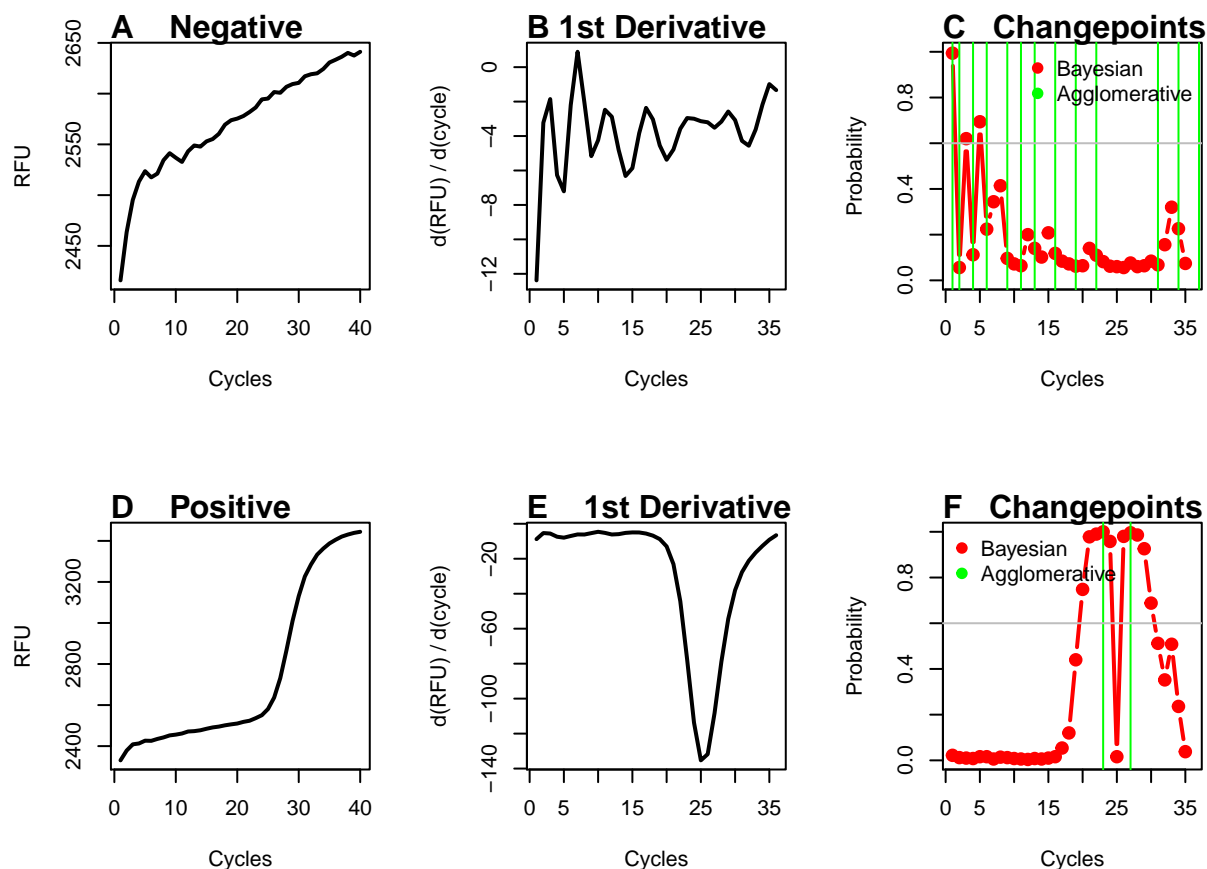 A Negative
B 1st Derivative
C Changepoints
RFU
2450
2550
2650
0
10
20
30
40
Cycles
d(RFU) / d(cycle)
−12
−8
−4
0
0
5
15
25
35
Cycles
Probability
0.0
0.4
0.8
Bayesian
Agglomerative
0
5
15
25
35
Cycles
D Positive
E 1st Derivative
F Changepoints
RFU
2400
2800
3200
0
10
20
30
40
Cycles
d(RFU) / d(cycle)
−140
−100
−60
−20
0
5
15
25
35
Cycles
Probability
0.0
0.4
0.8
Bayesian
Agglomerative
0
5
15
25
35
Cycles